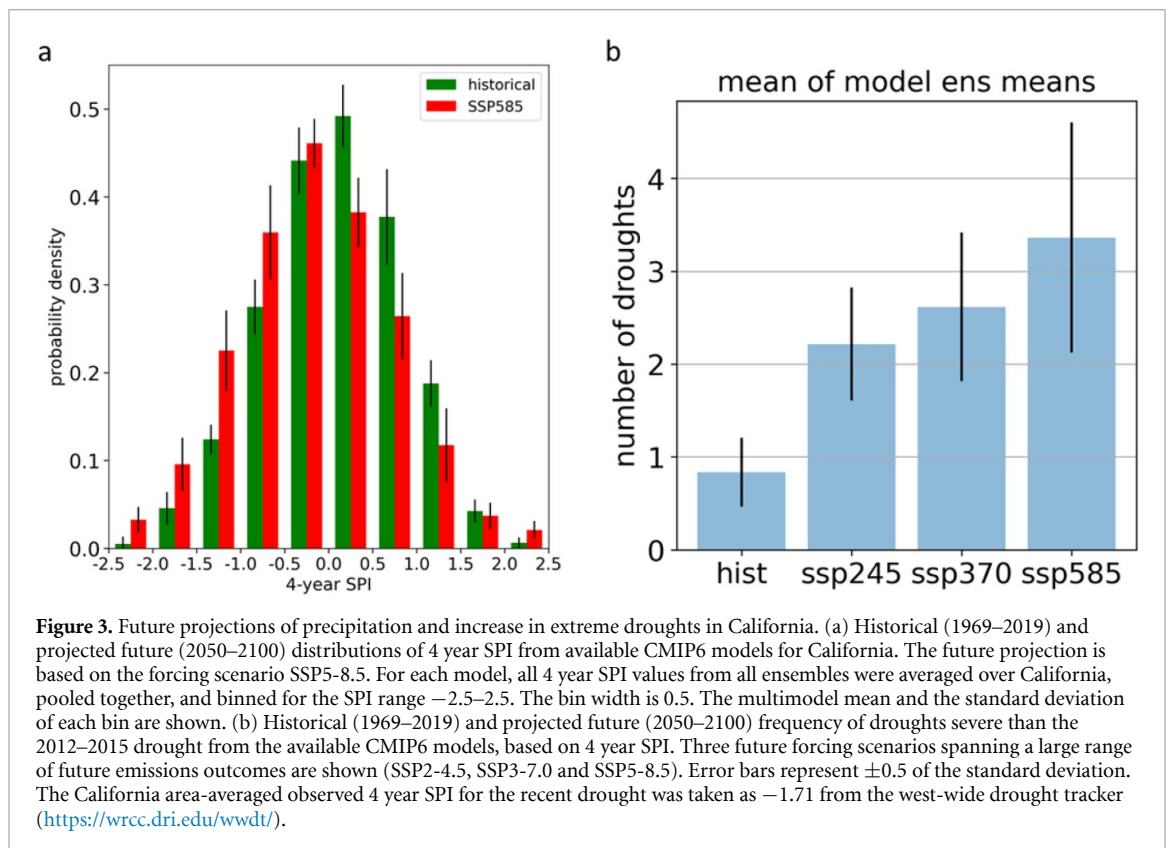 a
b
historical
SSP585
probability density
0.5
0.4
0.3
0.2
0.1
0.0
-2.5 -2.0 -1.5 -1.0 -0.5 0.0 0.5 1.0 1.5 2.0 2.5
4-year SPI
mean of model ens means
number of droughts
4
3
2
1
0
hist ssp245 ssp370 ssp585
Figure 3. Future projections of precipitation and increase in extreme droughts in California. (a) Historical (1969–2019) and
projected future (2050–2100) distributions of 4 year SPI from available CMIP6 models for California. The future projection is
based on the forcing scenario SSP5-8.5. For each model, all 4 year SPI values from all ensembles were averaged over California,
pooled together, and binned for the SPI range −2.5–2.5. The bin width is 0.5. The multimodel mean and the standard deviation
of each bin are shown. (b) Historical (1969–2019) and projected future (2050–2100) frequency of droughts severe than the
2012–2015 drought from the available CMIP6 models, based on 4 year SPI. Three future forcing scenarios spanning a large range
of future emissions outcomes are shown (SSP2-4.5, SSP3-7.0 and SSP5-8.5). Error bars represent ±0.5 of the standard deviation.
The California area-averaged observed 4 year SPI for the recent drought was taken as −1.71 from the west-wide drought tracker
(https://wrcc.dri.edu/wwdt/).